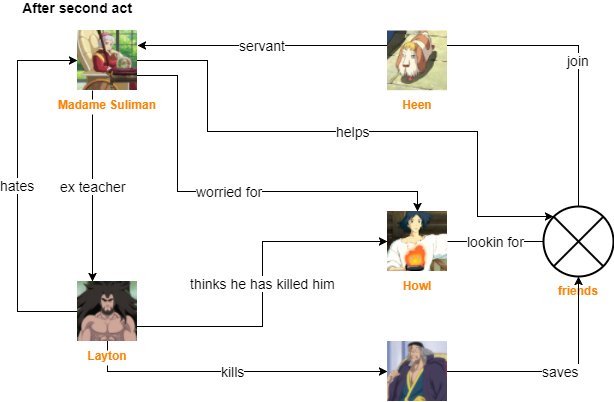 After second act
servant
join
Madame Suliman
Heen
helps
hates
ex teacher
worried for
lookin for
thinks he has killed him
Howl
friends
Layton
kills
saves